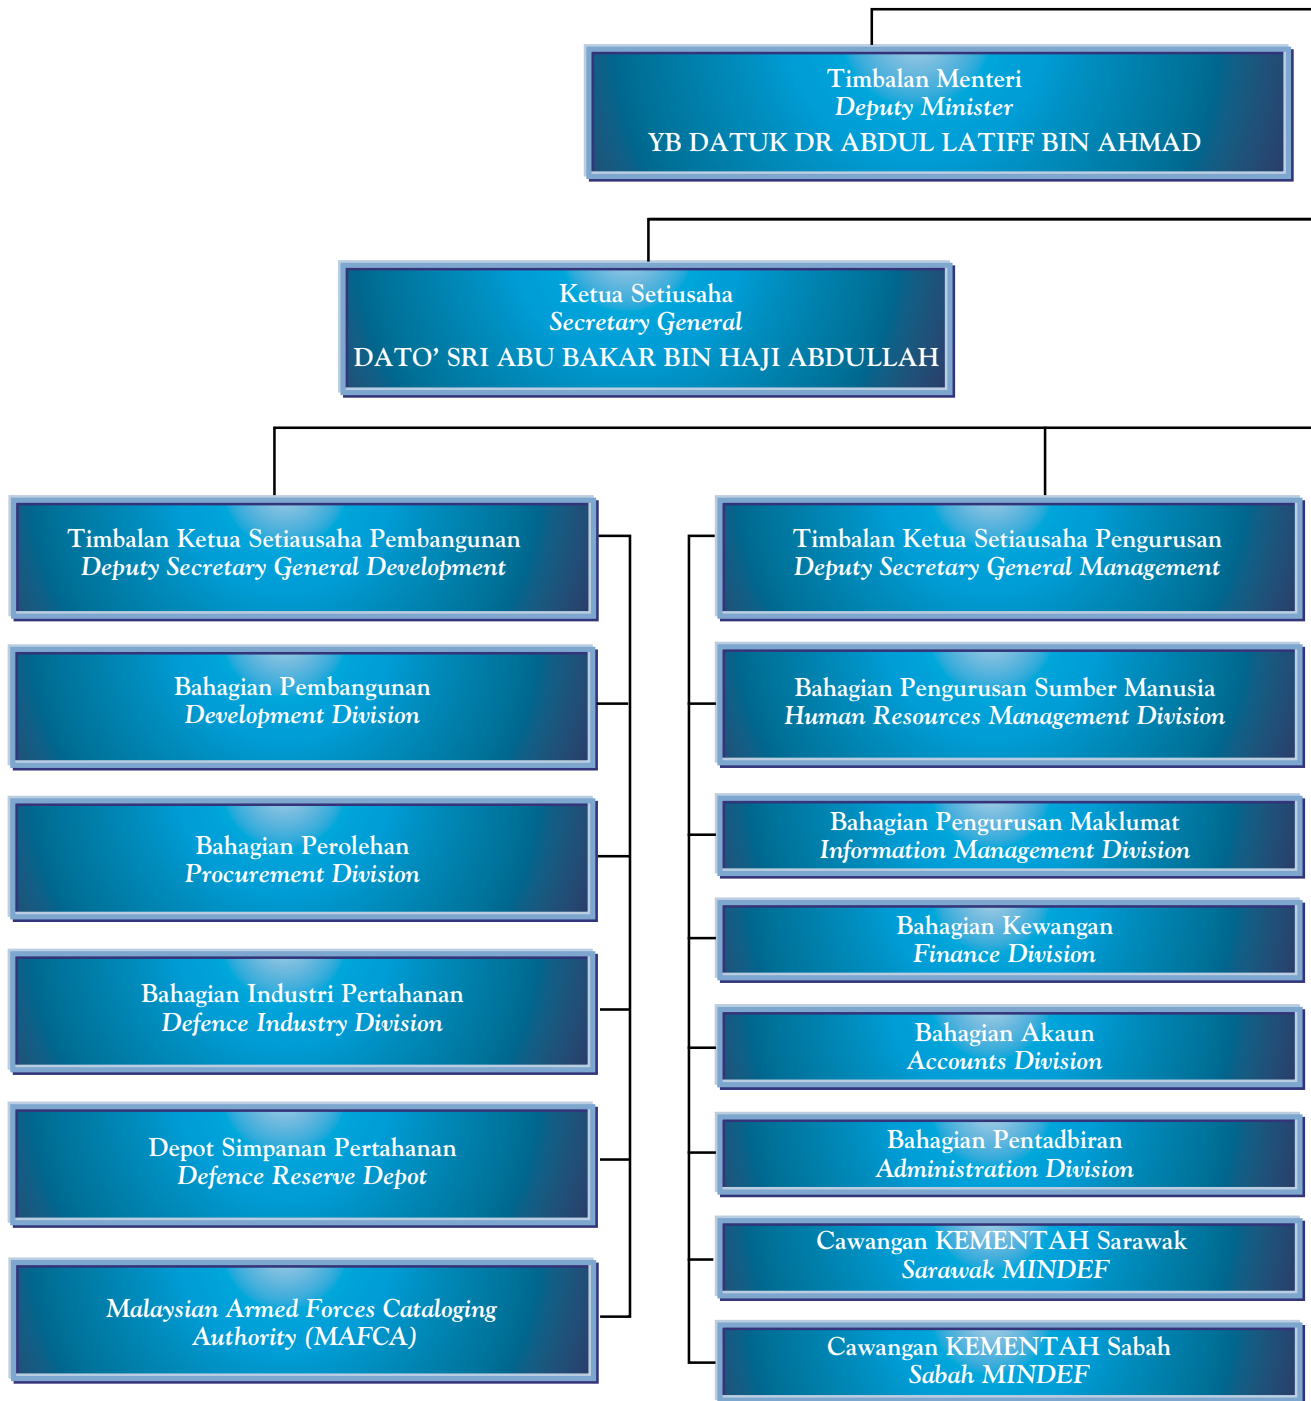 Timbalan Menteri
Deputy Minister
YB DATUK DR ABDUL LATIFF BIN AHMAD
Ketua Setiusaha
Secretary General
DATO’ SRI ABU BAKAR BIN HAJI ABDULLAH
Timbalan Ketua Setiausaha Pembangunan
Deputy Secretary General Development
Bahagian Pembangunan
Development Division
Bahagian Perolehan
Procurement Division
Bahagian Industri Pertahanan
Defence Industry Division
Depot Simpanan Pertahanan
Defence Reserve Depot
Malaysian Armed Forces Cataloging
Authority (MAFCA)
Timbalan Ketua Setiausaha Pengurusan
Deputy Secretary General Management
Bahagian Pengurusan Sumber Manusia
Human Resources Management Division
Bahagian Pengurusan Maklumat
Information Management Division
Bahagian Kewangan
Finance Division
Bahagian Akaun
Accounts Division
Bahagian Pentadbiran
Administration Division
Cawangan KEMENTAH Sarawak
Sarawak MINDEF
Cawangan KEMENTAH Sabah
Sabah MINDEF